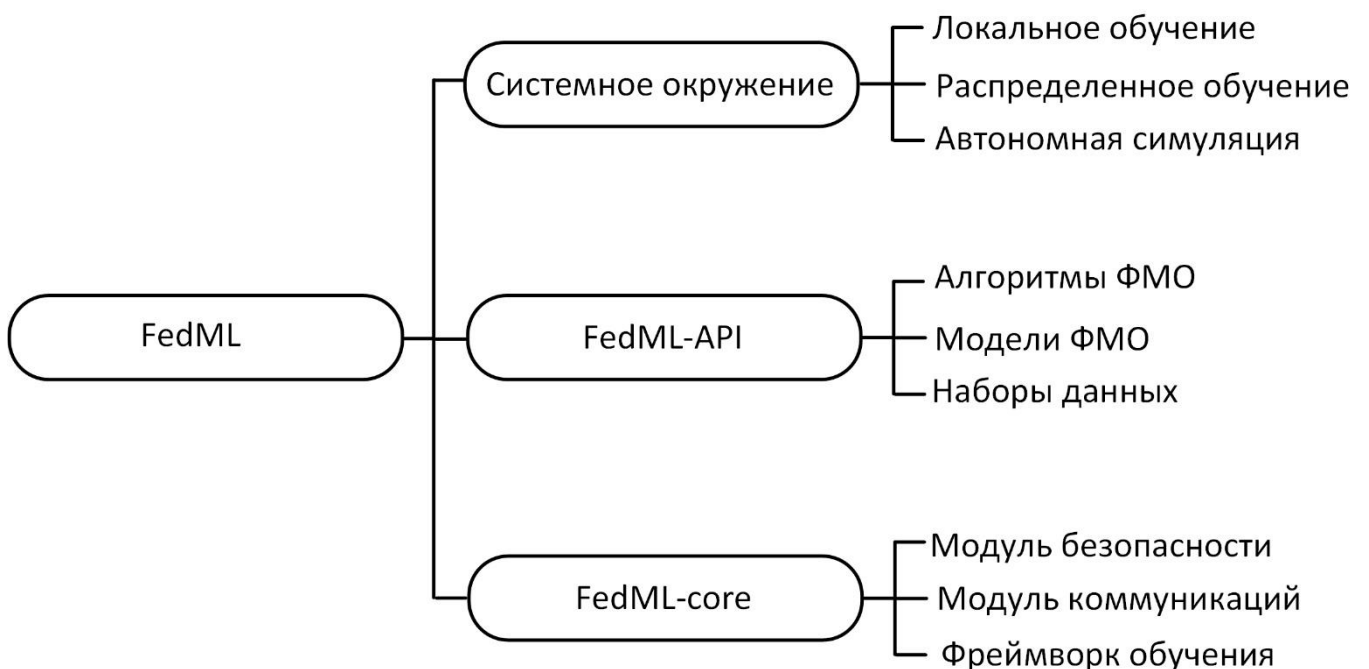 Системное окружение
Локальное обучение
Распределенное обучение
Автономная симуляция
FedML
FedML-API
Алгоритмы ФМО
Модели ФМО
Наборы данных
FedML-core
Модуль безопасности
Модуль коммуникаций
Фреймворк обучения